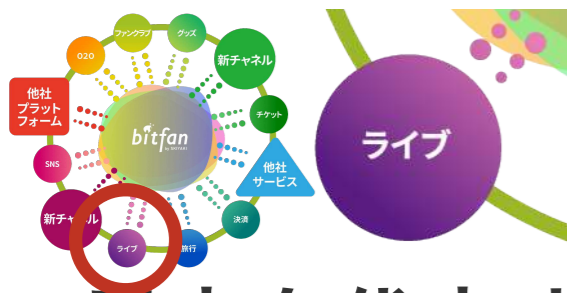 ファンクラブ
グッズ
O2O
新チャネル
他社
プラット
フォーム
チケット
bitfan
SNS
他社
サービス
新チャネル
決済
ライブ
旅行
ライブ